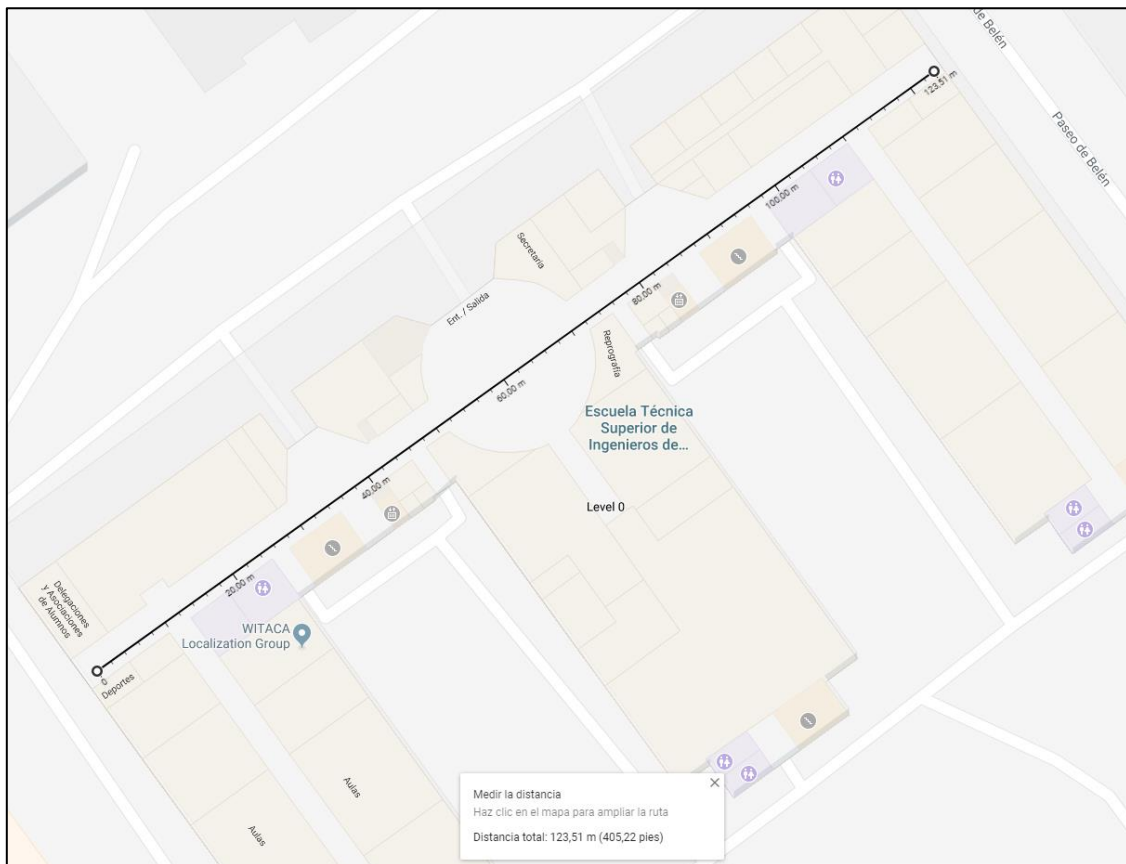 de Belén
Paseo de Belén
123,51 m
100,00 m
Secretaría
80,00 m
Ent. / Salida
Reprografía
60,00 m
Escuela Técnica
Superior de
Ingenieros de...
40,00 m
Level 0
20,00 m
Delegaciones
y Asociaciones
de Alumnos
WITACA
Localization Group
0
Deportes
Aulas
Aulas
Medir la distancia
Haz clic en el mapa para ampliar la ruta
Distancia total: 123,51 m (405,22 pies)